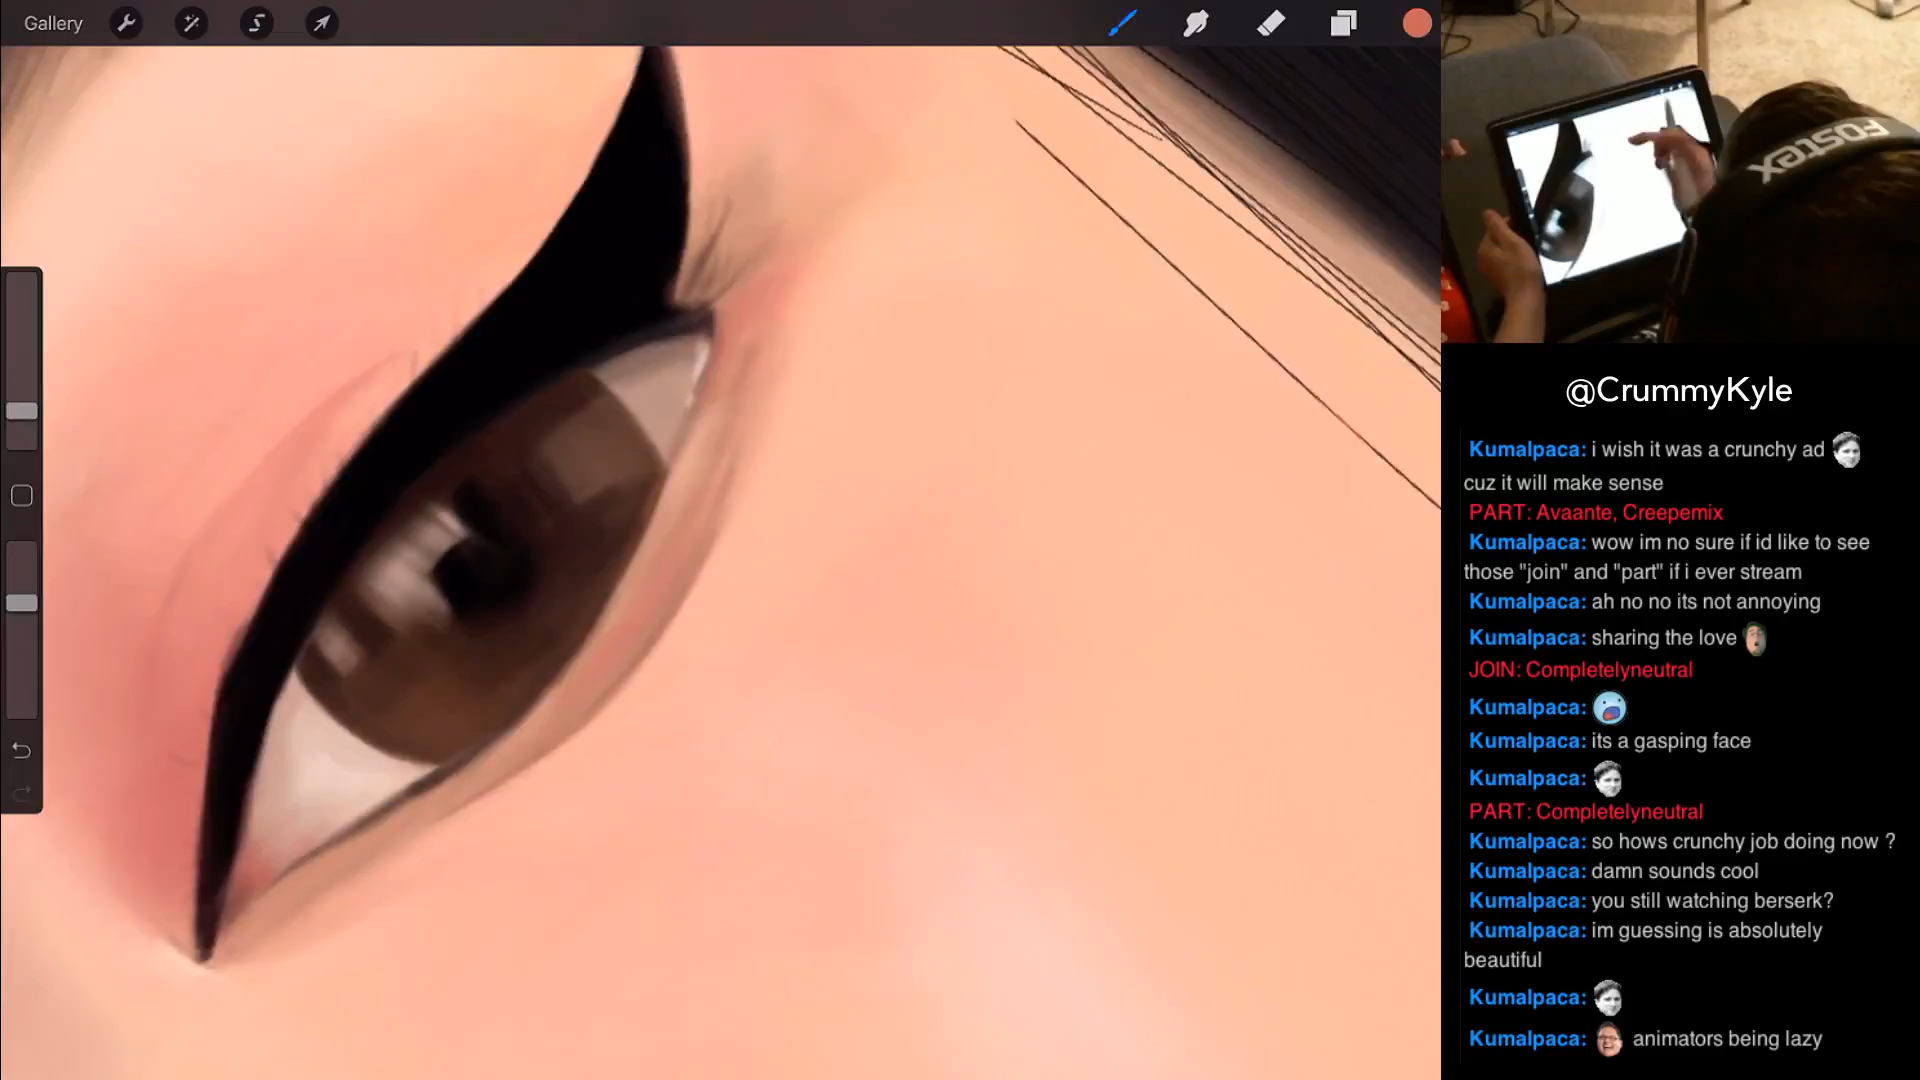 Gallery
FOSTEX
@CrummyKyle
Kumalpaca: i wish it was a crunchy ad
cuz it will make sense
PART: Avaante, Creepemix
Kumalpaca: wow im no sure if id like to see
those "join" and "part" if i ever stream
Kumalpaca: ah no no its not annoying
Kumalpaca: sharing the love
JOIN: Completelyneutral
Kumalpaca:
Kumalpaca: its a gasping face
Kumalpaca:
PART: Completelyneutral
Kumalpaca: so hows crunchy job doing now ?
Kumalpaca: damn sounds cool
Kumalpaca: you still watching berserk?
Kumalpaca: im guessing is absolutely
beautiful
Kumalpaca:
Kumalpaca: animators being lazy